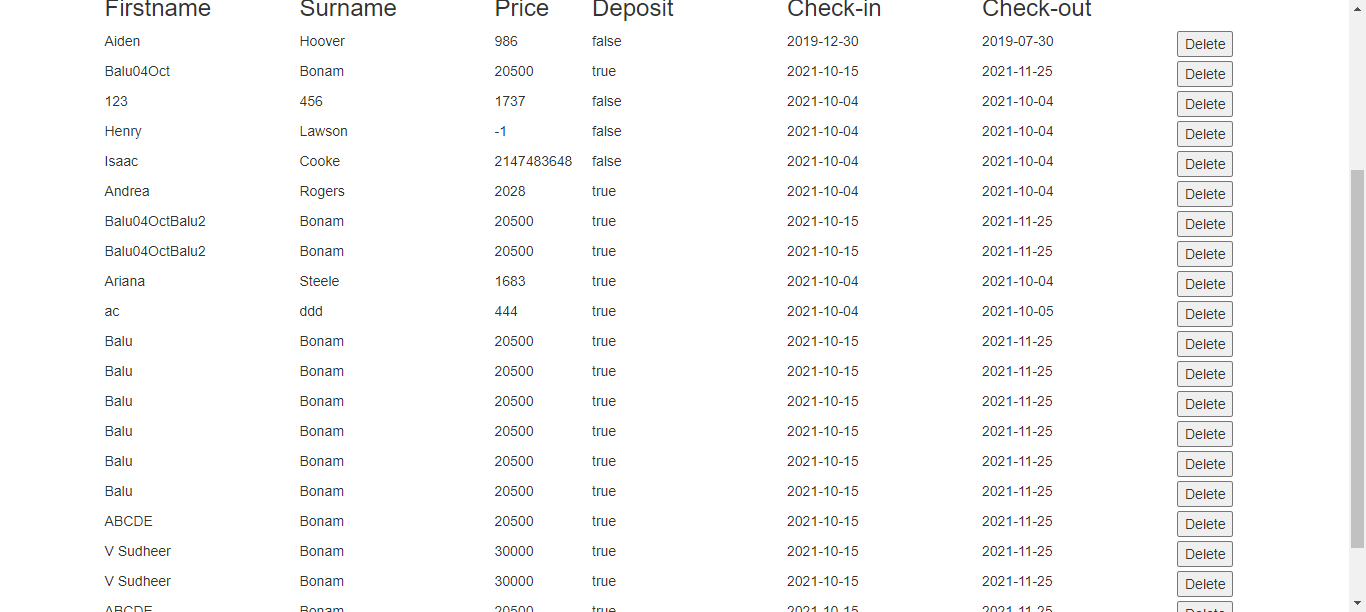 Firstname Surname Price Deposit Check-in Check-out
Aiden Hoover 986 false 2019-12-30 2019-07-30 Delete
Balu04Oct Bonam 20500 true 2021-10-15 2021-11-25 Delete
123 456 1737 false 2021-10-04 2021-10-04 Delete
Henry Lawson -1 false 2021-10-04 2021-10-04 Delete
Isaac Cooke 2147483648 false 2021-10-04 2021-10-04 Delete
Andrea Rogers 2028 true 2021-10-04 2021-10-04 Delete
Balu04OctBalu2 Bonam 20500 true 2021-10-15 2021-11-25 Delete
Balu04OctBalu2 Bonam 20500 true 2021-10-15 2021-11-25 Delete
Ariana Steele 1683 true 2021-10-04 2021-10-04 Delete
ac ddd 444 true 2021-10-04 2021-10-05 Delete
Balu Bonam 20500 true 2021-10-15 2021-11-25 Delete
Balu Bonam 20500 true 2021-10-15 2021-11-25 Delete
Balu Bonam 20500 true 2021-10-15 2021-11-25 Delete
Balu Bonam 20500 true 2021-10-15 2021-11-25 Delete
Balu Bonam 20500 true 2021-10-15 2021-11-25 Delete
Balu Bonam 20500 true 2021-10-15 2021-11-25 Delete
ABCDE Bonam 20500 true 2021-10-15 2021-11-25 Delete
V Sudheer Bonam 30000 true 2021-10-15 2021-11-25 Delete
V Sudheer Bonam 30000 true 2021-10-15 2021-11-25 Delete
ABCDE Bonam 20500 true 2021-10-15 2021-11-25